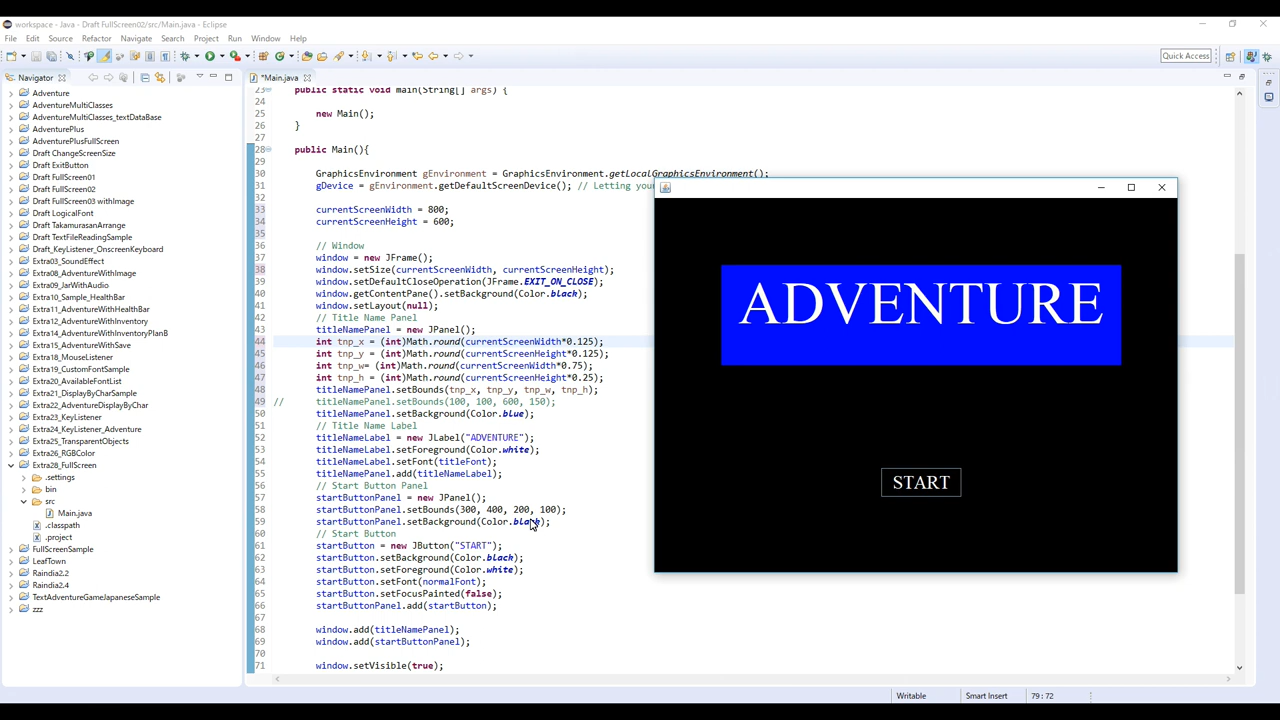 workspace - Java - Draft FullScreen02/src/Main.java - Eclipse
File Edit Source Refactor Navigate Search Project Run Window Help
Quick Access
Navigator
*Main.java
Adventure
AdventureMultiClasses
AdventureMultiClasses_textDataBase
AdventurePlus
AdventurePlusFullScreen
Draft ChangeScreenSize
Draft ExitButton
Draft FullScreen01
Draft FullScreen02
Draft FullScreen03 withImage
Draft LogicalFont
Draft TakamurasanArrange
Draft TextFileReadingSample
Draft_KeyListener_OnscreenKeyboard
Extra03_SoundEffect
Extra08_AdventureWithImage
Extra09_JarWithAudio
Extra10_Sample_HealthBar
Extra11_AdventureWithHealthBar
Extra12_AdventureWithInventory
Extra14_AdventureWithInventoryPlanB
Extra15_AdventureWithSave
Extra18_MouseListener
Extra19_CustomFontSample
Extra20_AvailableFontList
Extra21_DisplayByCharSample
Extra22_AdventureDisplayByChar
Extra23_KeyListener
Extra24_KeyListener_Adventure
Extra25_TransparentObjects
Extra26_RGBColor
Extra28_FullScreen
.settings
bin
src
Main.java
.classpath
.project
FullScreenSample
LeafTown
Raindia2.2
Raindia2.4
TextAdventureGameJapaneseSample
zzz
23 public static void main(String[] args) {
24
25 new Main();
26 }
27
28 public Main(){
29
30 GraphicsEnvironment gEnvironment = GraphicsEnvironment.getLocalGraphicsEnvironment();
31 gDevice = gEnvironment.getDefaultScreenDevice(); // Letting your
32
33 currentScreenWidth = 800;
34 currentScreenHeight = 600;
35
36 // Window
37 window = new JFrame();
38 window.setSize(currentScreenWidth, currentScreenHeight);
39 window.setDefaultCloseOperation(JFrame.EXIT_ON_CLOSE);
40 window.getContentPane().setBackground(Color.black);
41 window.setLayout(null);
42 // Title Name Panel
43 titleNamePanel = new JPanel();
44 int tnp_x = (int)Math.round(currentScreenWidth*0.125);
45 int tnp_y = (int)Math.round(currentScreenHeight*0.125);
46 int tnp_w= (int)Math.round(currentScreenWidth*0.75);
47 int tnp_h = (int)Math.round(currentScreenHeight*0.25);
48 titleNamePanel.setBounds(tnp_x, tnp_y, tnp_w, tnp_h);
49 // titleNamePanel.setBounds(100, 100, 600, 150);
50 titleNamePanel.setBackground(Color.blue);
51 // Title Name Label
52 titleNameLabel = new JLabel("ADVENTURE");
53 titleNameLabel.setForeground(Color.white);
54 titleNameLabel.setFont(titleFont);
55 titleNamePanel.add(titleNameLabel);
56 // Start Button Panel
57 startButtonPanel = new JPanel();
58 startButtonPanel.setBounds(300, 400, 200, 100);
59 startButtonPanel.setBackground(Color.black);
60 // Start Button
61 startButton = new JButton("START");
62 startButton.setBackground(Color.black);
63 startButton.setForeground(Color.white);
64 startButton.setFont(normalFont);
65 startButton.setFocusPainted(false);
66 startButtonPanel.add(startButton);
67
68 window.add(titleNamePanel);
69 window.add(startButtonPanel);
70
71 window.setVisible(true);
ADVENTURE
START
Writable Smart Insert 79 : 72